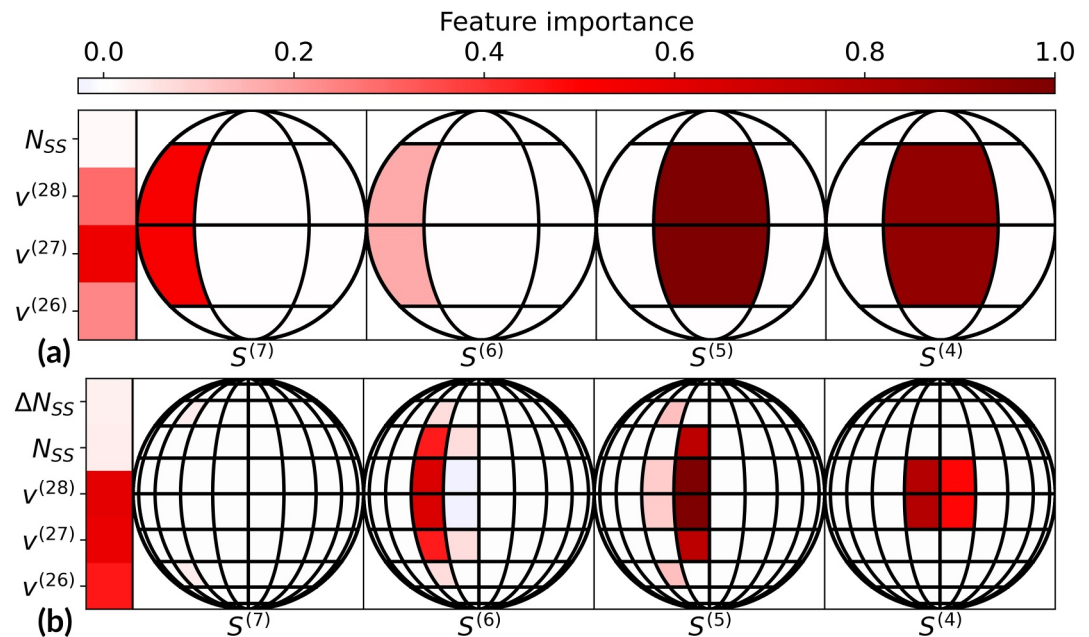 Feature importance
0.0 0.2 0.4 0.6 0.8 1.0
N_SS
v^(28)
v^(27)
v^(26)
(a)
S^(7) S^(6) S^(5) S^(4)
ΔN_SS
N_SS
v^(28)
v^(27)
v^(26)
(b)
S^(7) S^(6) S^(5) S^(4)